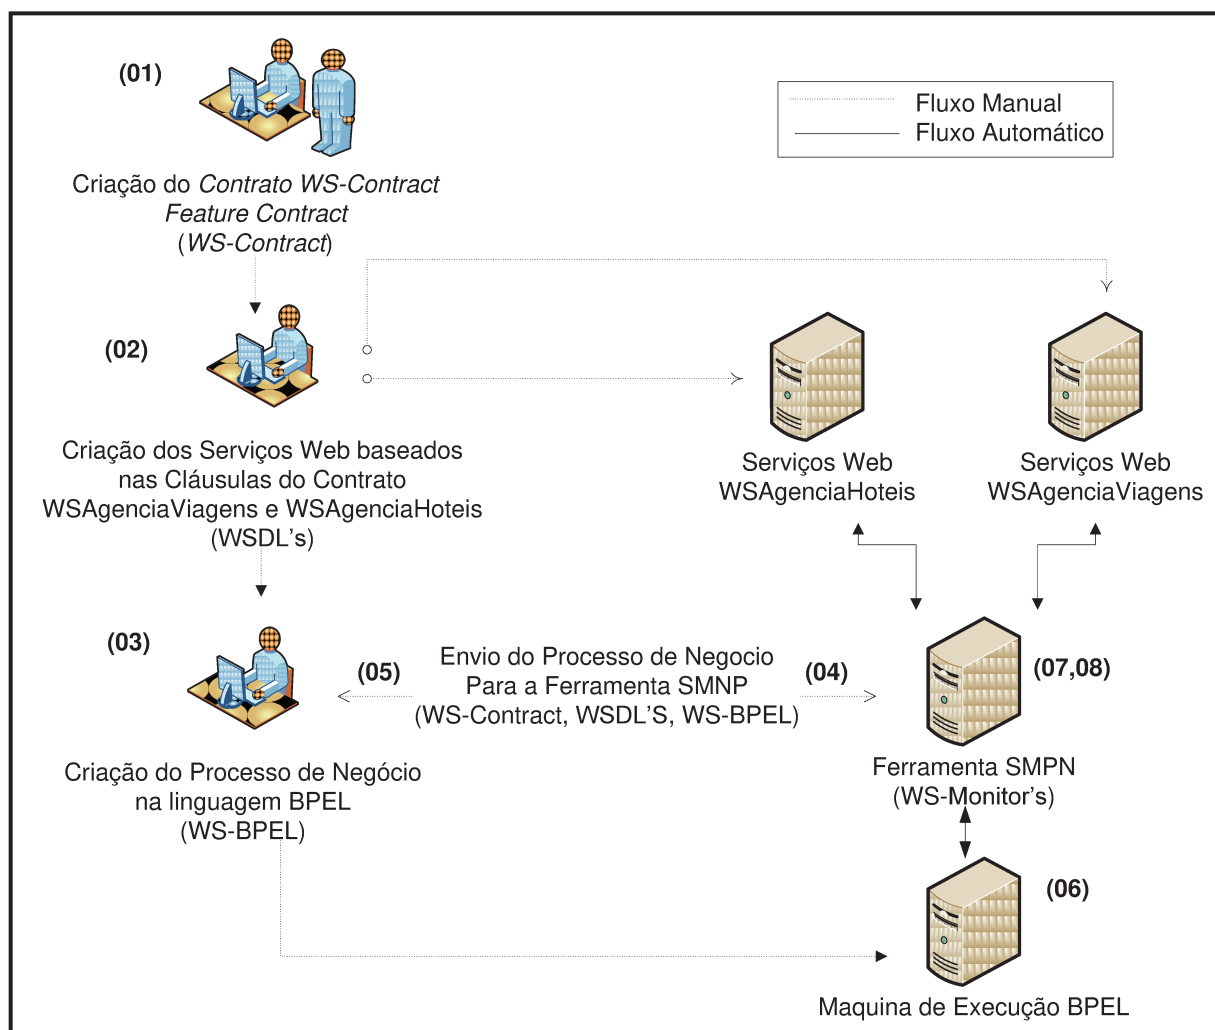 (01)
Criação do Contrato WS-Contract
Feature Contract
(WS-Contract)
Fluxo Manual
Fluxo Automático
(02)
Criação dos Serviços Web baseados
nas Cláusulas do Contrato
WSAgenciaViagens e WSAgenciaHoteis
(WSDL's)
Serviços Web
WSAgenciaHoteis
Serviços Web
WSAgenciaViagens
(03)
Criação do Processo de Negócio
na linguagem BPEL
(WS-BPEL)
(05)
Envio do Processo de Negocio
Para a Ferramenta SMNP
(WS-Contract, WSDL'S, WS-BPEL)
(04)
(07,08)
Ferramenta SMPN
(WS-Monitor's)
(06)
Maquina de Execução BPEL